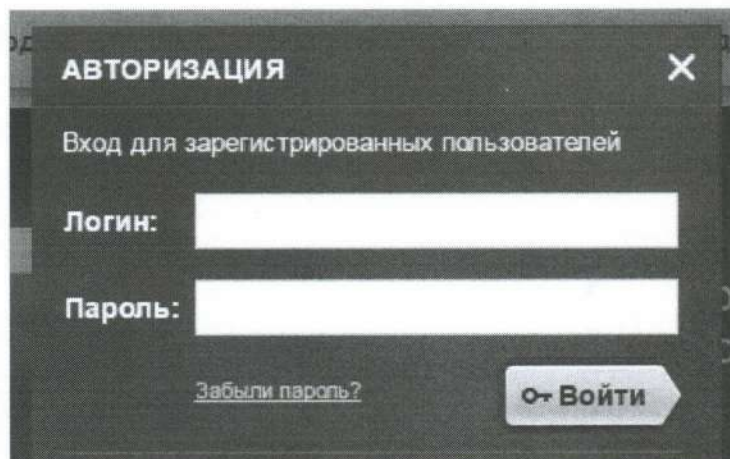 АВТОРИЗАЦИЯ
Вход для зарегистрированных пользователей
Логин:
Пароль:
Забыли пароль?
Войти